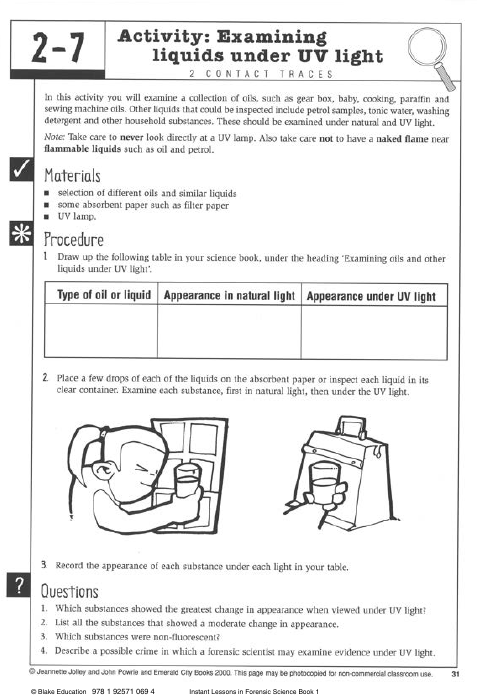 2-7
Activity: Examining
liquids under UV light
2 CONTACT TRACES
In this activity you will examine a collection of oils, such as gear box, baby, cooking, paraffin and
sewing machine oils. Other liquids that could be inspected include petrol samples, tonic water, washing
detergent and other household substances. These should be examined under natural and UV light.
Note: Take care to never look directly at a UV lamp. Also take care not to have a naked flame near
flammable liquids such as oil and petrol.
Materials
■ selection of different oils and similar liquids
■ some absorbent paper such as filter paper
■ UV lamp.
Procedure
1 Draw up the following table in your science book, under the heading 'Examining oils and other
liquids under UV light'.
Type of oil or liquid Appearance in natural light Appearance under UV light
2. Place a few drops of each of the liquids on the absorbent paper or inspect each liquid in its
clear container. Examine each substance, first in natural light, then under the UV light.
3 Record the appearance of each substance under each light in your table.
?
Questions
1. Which substances showed the greatest change in appearance when viewed under UV light?
2. List all the substances that showed a moderate change in appearance.
3. Which substances were non-fluorescent?
4. Describe a possible crime in which a forensic scientist may examine evidence under UV light.
© Jeannette Jolley and John Powrie and Emerald City Books 2000. This page may be photocopied for non-commercial classroom use. 31
© Blake Education 978 1 92571 069 4 Instant Lessons in Forensic Science Book 1